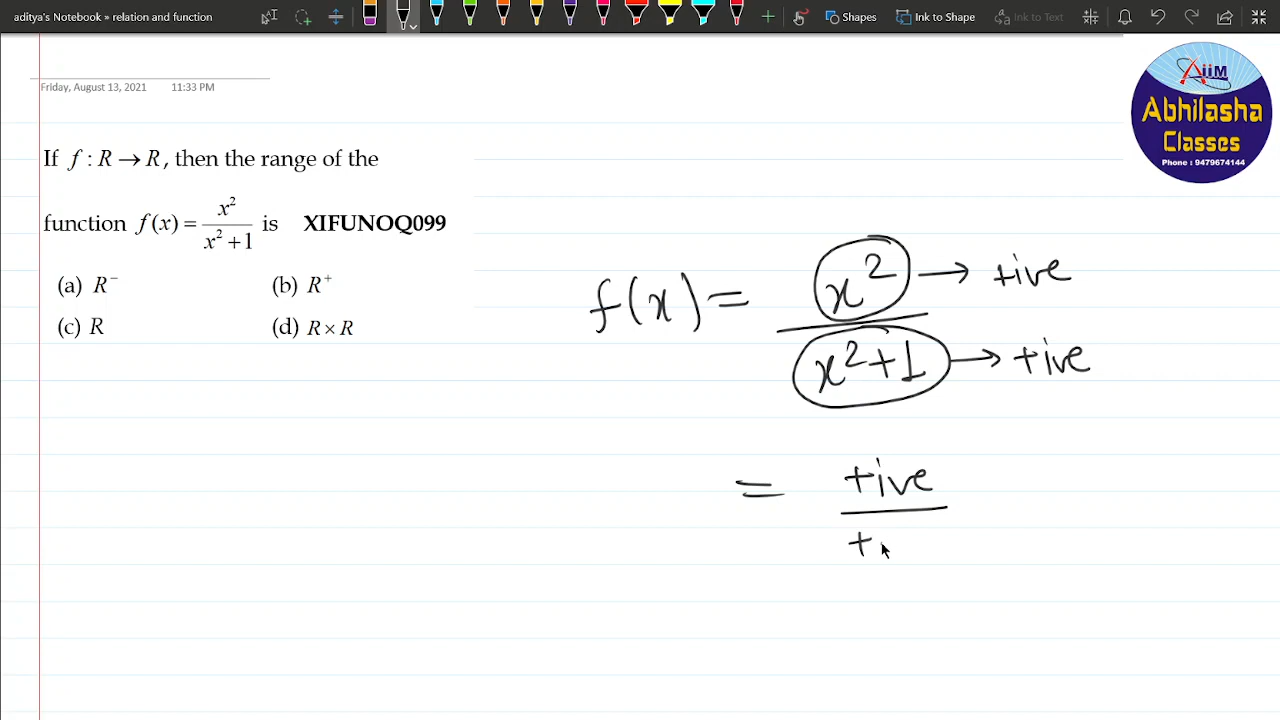 aditya's Notebook » relation and function
Shapes
Ink to Shape
Ink to Text
Friday, August 13, 2021 11:33 PM
AiiM
Abhilasha
Classes
Phone : 9479674144
If f : R → R, then the range of the
function f(x) = x²/(x² + 1) is XIFUNOQ099
(a) R⁻ (b) R⁺
(c) R (d) R × R
f(x) = x² → +ive
x²+1 → +ive
= +ive
+